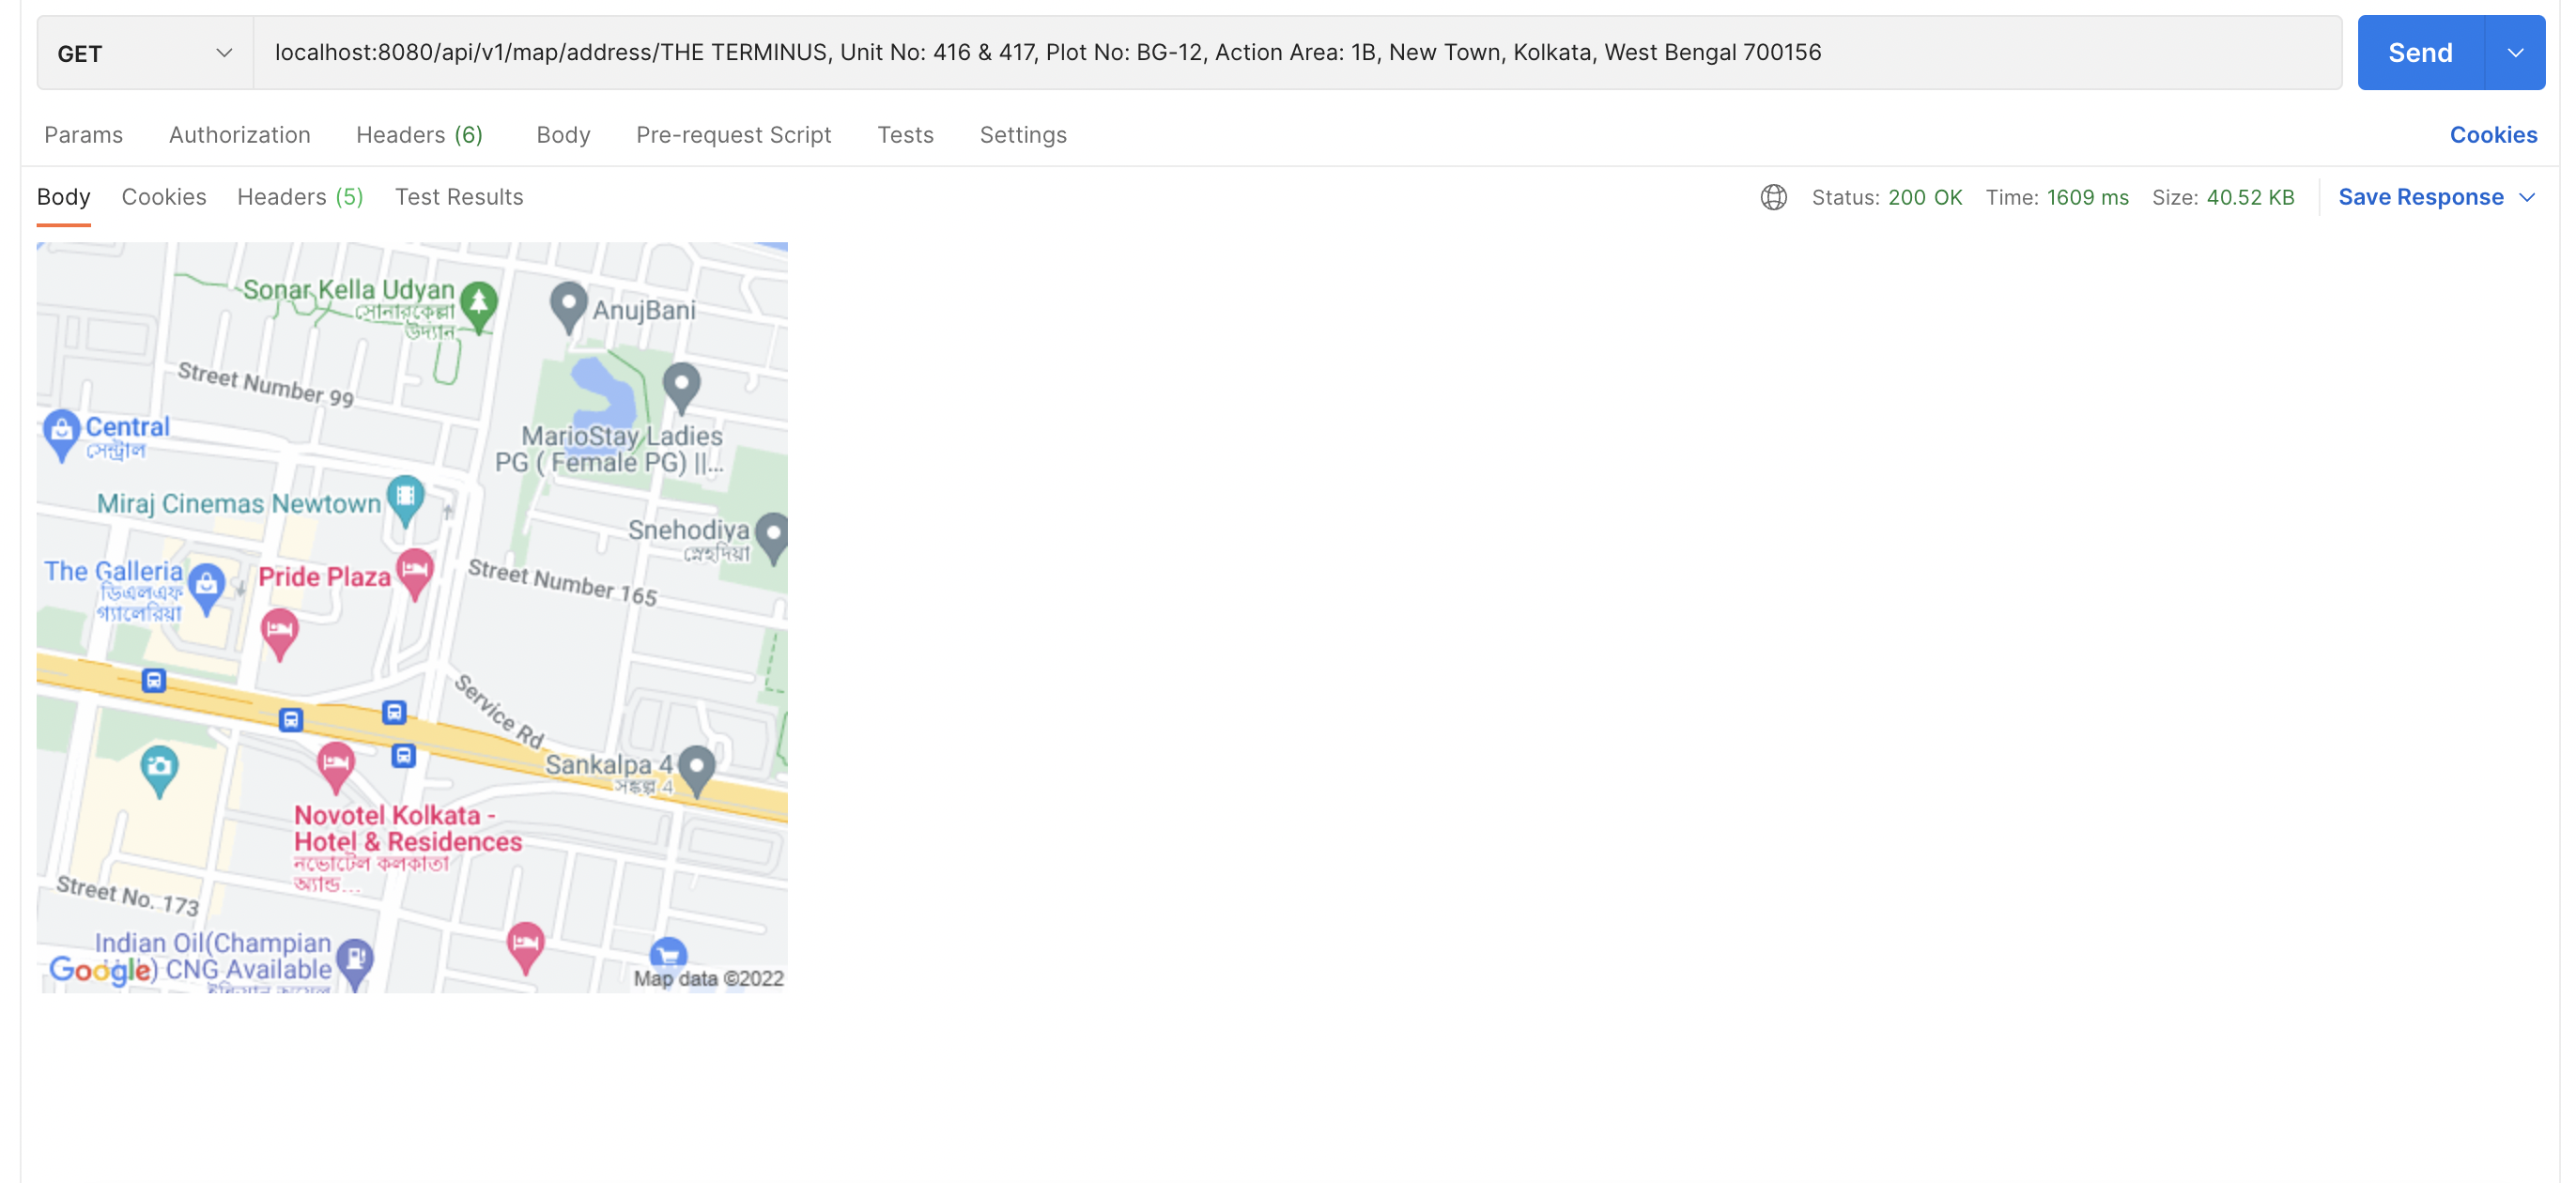 GET
localhost:8080/api/v1/map/address/THE TERMINUS, Unit No: 416 & 417, Plot No: BG-12, Action Area: 1B, New Town, Kolkata, West Bengal 700156
Send
Params Authorization Headers (6) Body Pre-request Script Tests Settings
Cookies
Body Cookies Headers (5) Test Results
Status: 200 OK Time: 1609 ms Size: 40.52 KB
Save Response
Sonar Kella Udyan
সোনারকেল্লা
উদ্যান
AnujBani
Street Number 99
Central
সেন্ট্রাল
MarioStay Ladies
PG ( Female PG) ||...
Miraj Cinemas Newtown
Snehodiya
স্নেহদিয়া
The Galleria
ডিএলএফ
গ্যালেরিয়া
Pride Plaza
Street Number 165
Service Rd
Sankalpa 4
সঙ্কল্প 4
Novotel Kolkata -
Hotel & Residences
নভোটেল কলকাতা
অ্যান্ড...
Street No. 173
Indian Oil(Champian
) CNG Available
Google
Map data ©2022